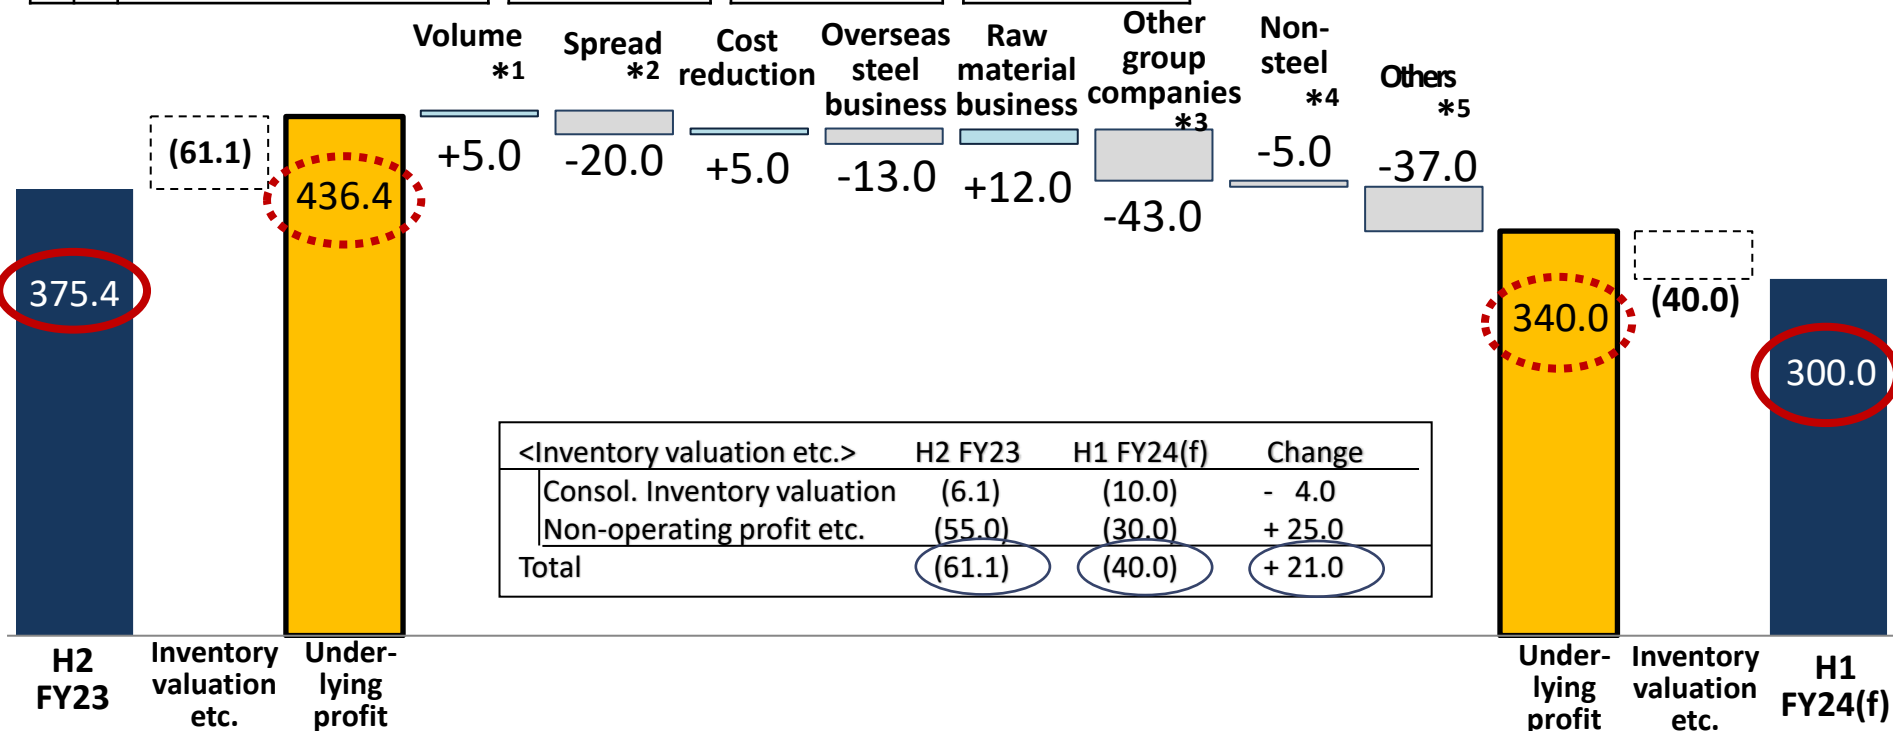 Volume
*1
Spread
*2
Cost
reduction
Overseas
steel
business
Raw
material
business
Other
group
companies
*3
Non-
steel
*4
Others
*5
(61.1)
436.4
+5.0
-20.0
+5.0
-13.0
+12.0
-43.0
-5.0
-37.0
375.4
340.0
(40.0)
300.0
<Inventory valuation etc.> H2 FY23 H1 FY24(f) Change
Consol. Inventory valuation (6.1) (10.0) - 4.0
Non-operating profit etc. (55.0) (30.0) + 25.0
Total (61.1) (40.0) + 21.0
H2
FY23
Inventory
valuation
etc.
Under-
lying
profit
Under-
lying
profit
Inventory
valuation
etc.
H1
FY24(f)